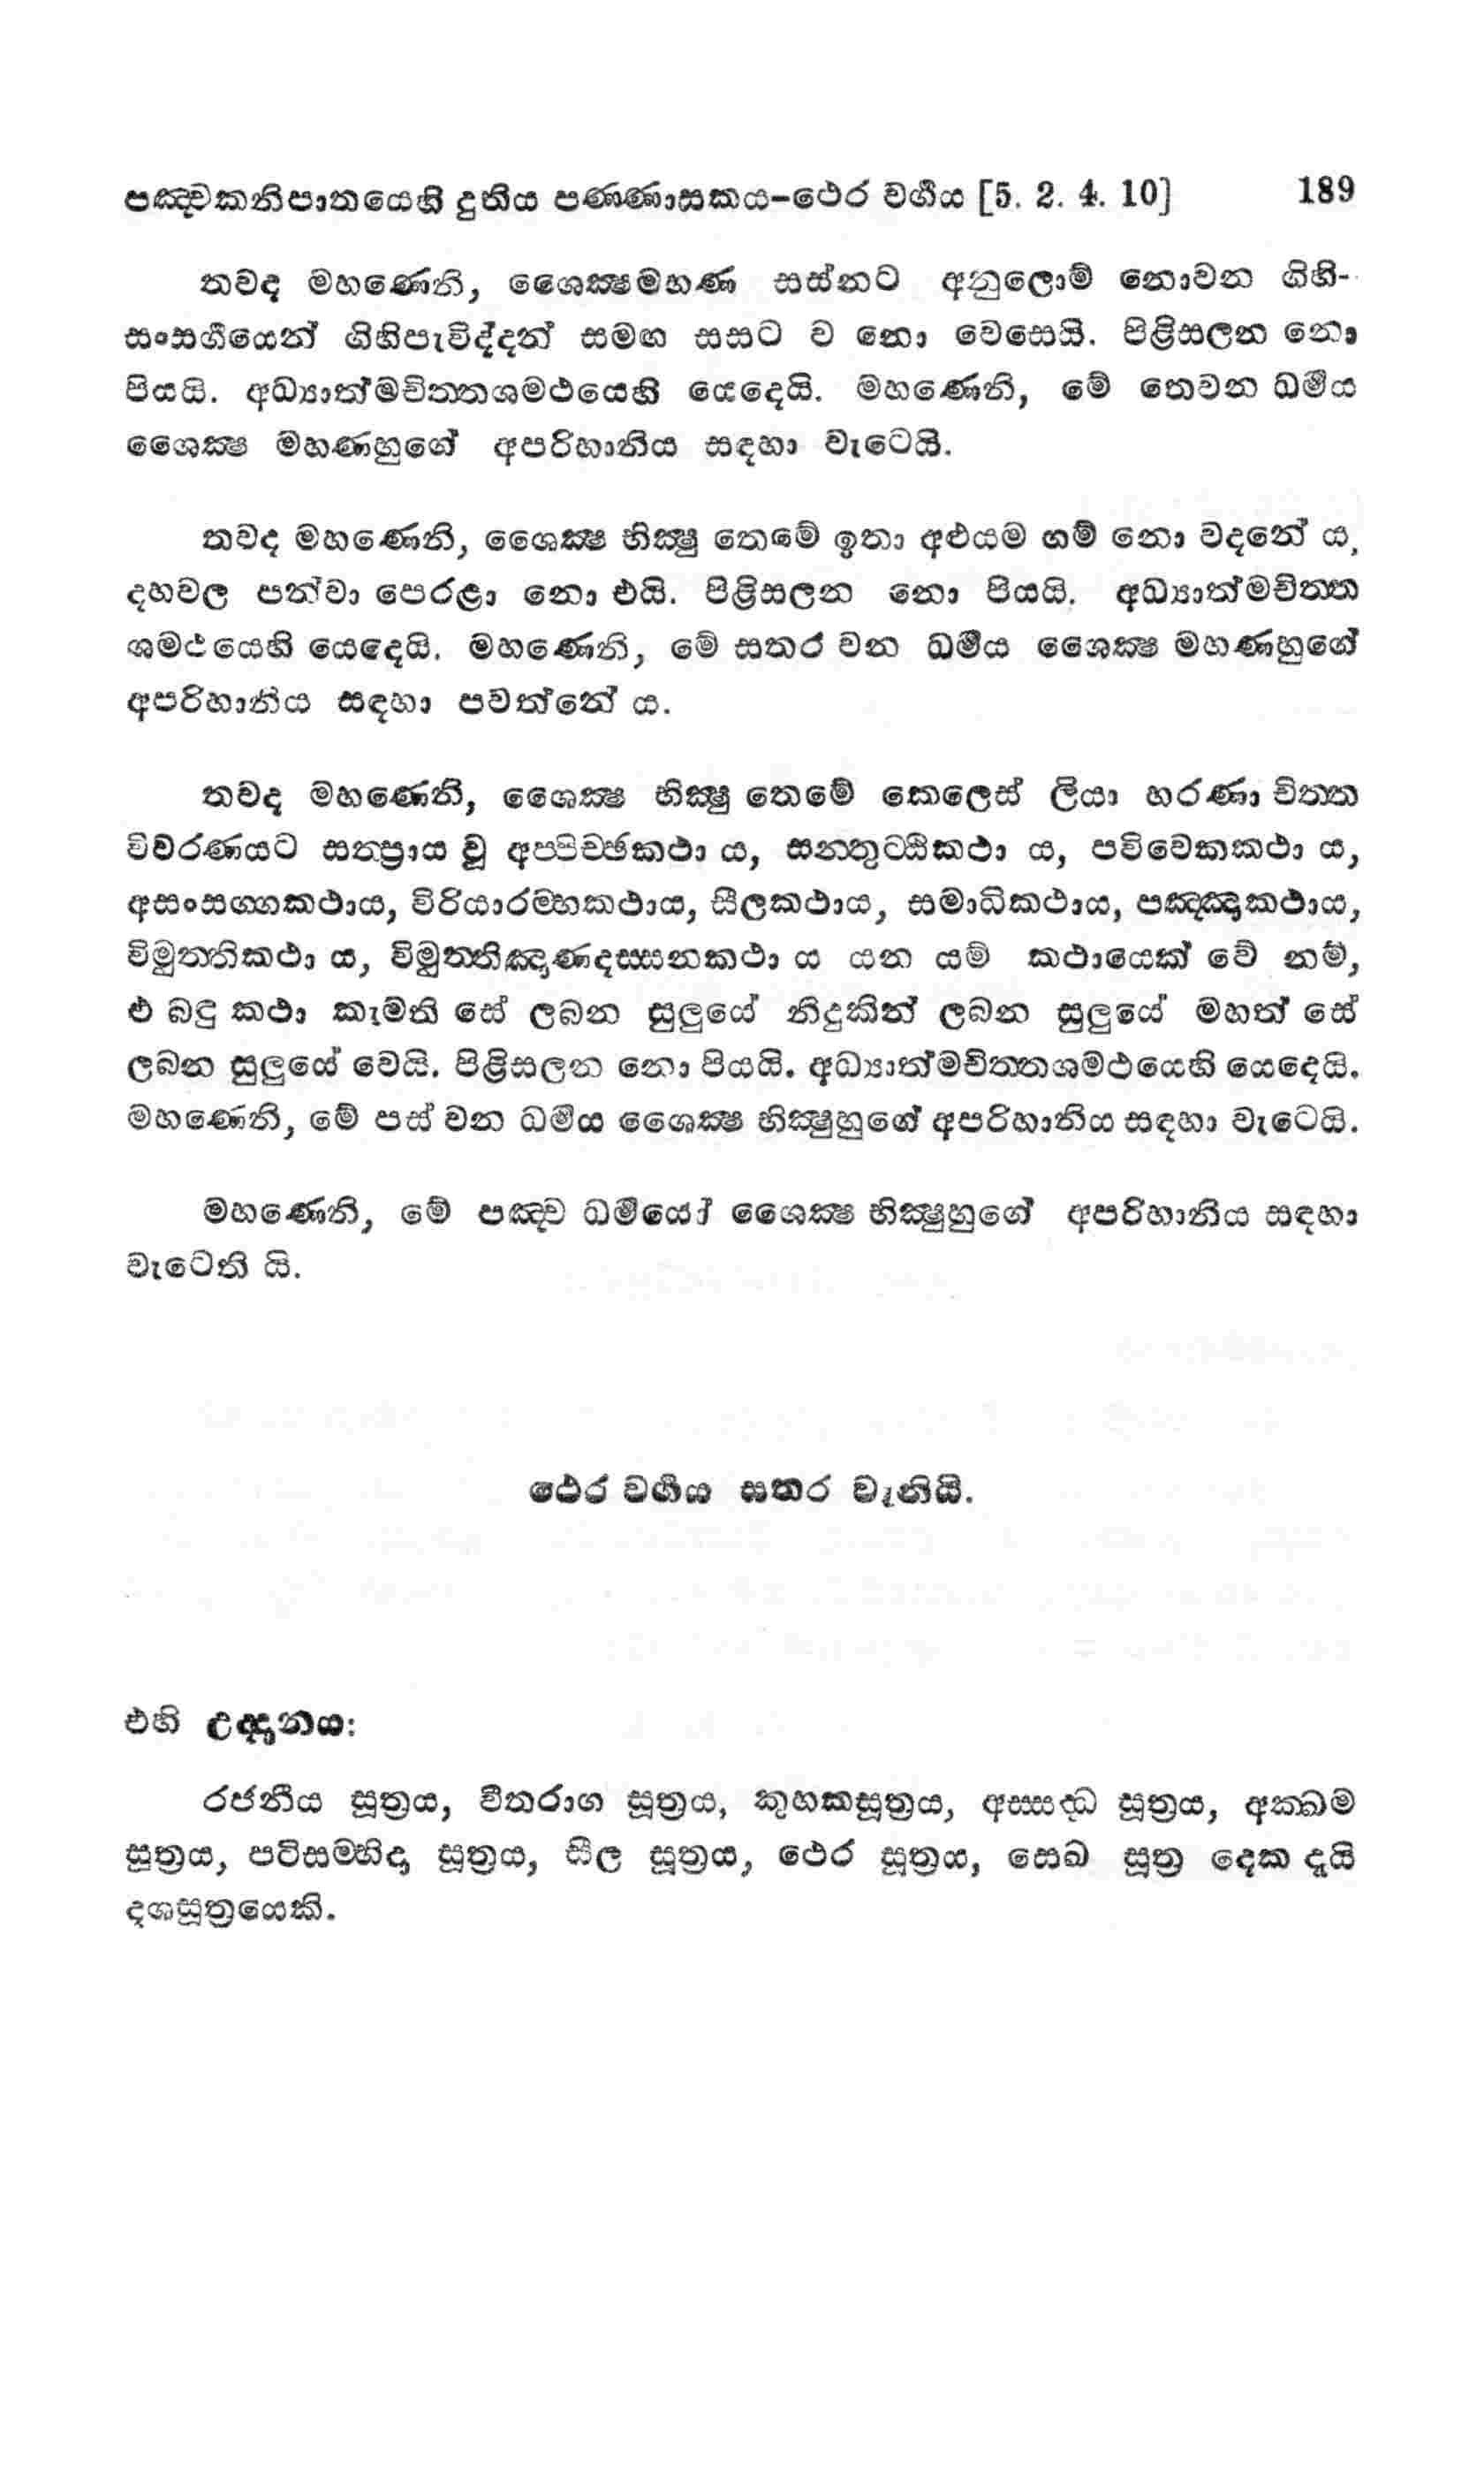 පඤ්චකනිපාතයෙහි දුතිය පණ්ණාසකය-ථෙර වර්ගය [5. 2. 4. 10] 189
තවද මහණෙනි, ශෛක්ෂමහණ සස්නට අනුලොම් නොවන ගිහි-
සංසර්ගයෙන් ගිහිපැවිද්දන් සමඟ සසට ව නො වෙසෙයි. පිළිසලන නො
පියයි. අධ්‍යාත්මචිත්තශමථයෙහි යෙදෙයි. මහණෙනි, මේ තෙවන ධර්මය
ශෛක්ෂ මහණහුගේ අපරිහානිය සඳහා වැටෙයි.
තවද මහණෙනි, ශෛක්ෂ භික්ෂු තෙමේ ඉතා අළුයම ගම් නො වදනේ ය,
දහවල පත්වා පෙරළා නො එයි. පිළිසලන නො පියයි. අධ්‍යාත්මචිත්ත
ශමථයෙහි යෙදෙයි. මහණෙනි, මේ සතර වන ධර්මය ශෛක්ෂ මහණහුගේ
අපරිහානිය සඳහා පවත්නේ ය.
තවද මහණෙනි, ශෛක්ෂ භික්ෂු තෙමේ කෙලෙස් ලියා හරණා චිත්ත
විවරණයට සත්ප්‍රාය වූ අප්පිච්ඡකථා ය, සන්තුට්ඨිකථා ය, පවිවෙකකථා ය,
අසංසග්ගකථාය, විරියාරම්භකථාය, සීලකථාය, සමාධිකථාය, පඤ්ඤාකථාය,
විමුත්තිකථා ය, විමුත්තිඤාණදස්සනකථා ය යන යම් කථායෙක් වේ නම්,
එ බඳු කථා කැමති සේ ලබන සුලුයේ නිදුකින් ලබන සුලුයේ මහත් සේ
ලබන සුලුයේ වෙයි. පිළිසලන නො පියයි. අධ්‍යාත්මචිත්තශමථයෙහි යෙදෙයි.
මහණෙනි, මේ පස් වන ධර්මය ශෛක්ෂ භික්ෂුහුගේ අපරිහානිය සඳහා වැටෙයි.
මහණෙනි, මේ පඤ්ච ධර්මයෝ ශෛක්ෂ භික්ෂුහුගේ අපරිහානිය සඳහා
වැටෙති යි.
ථෙර වර්ගය සතර වැනියි.
එහි උද්දානය:
රජනීය සූත්‍රය, වීතරාග සූත්‍රය, කුහකසූත්‍රය, අස්සද්ධ සූත්‍රය, අක්ඛම
සූත්‍රය, පටිසම්භිදා සූත්‍රය, සීල සූත්‍රය, ථෙර සූත්‍රය, සෙඛ සූත්‍ර දෙක දැයි
දශසූත්‍රයෙකි.